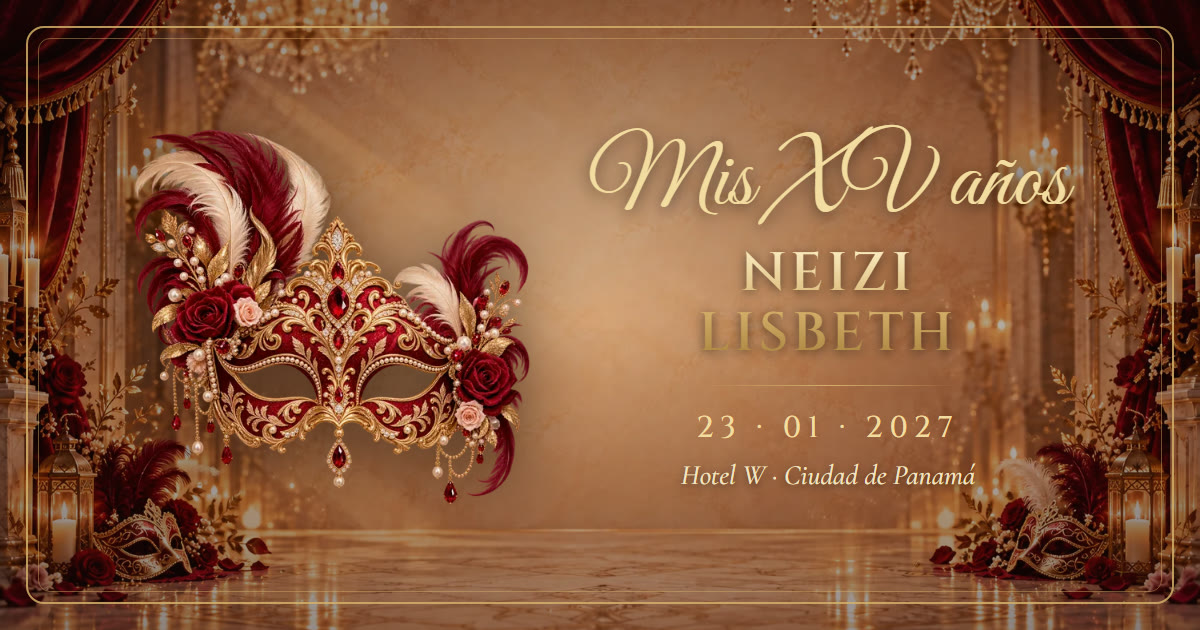 Mis XV años
NEIZI
LISBETH
23 · 01 · 2027
Hotel W · Ciudad de Panamá